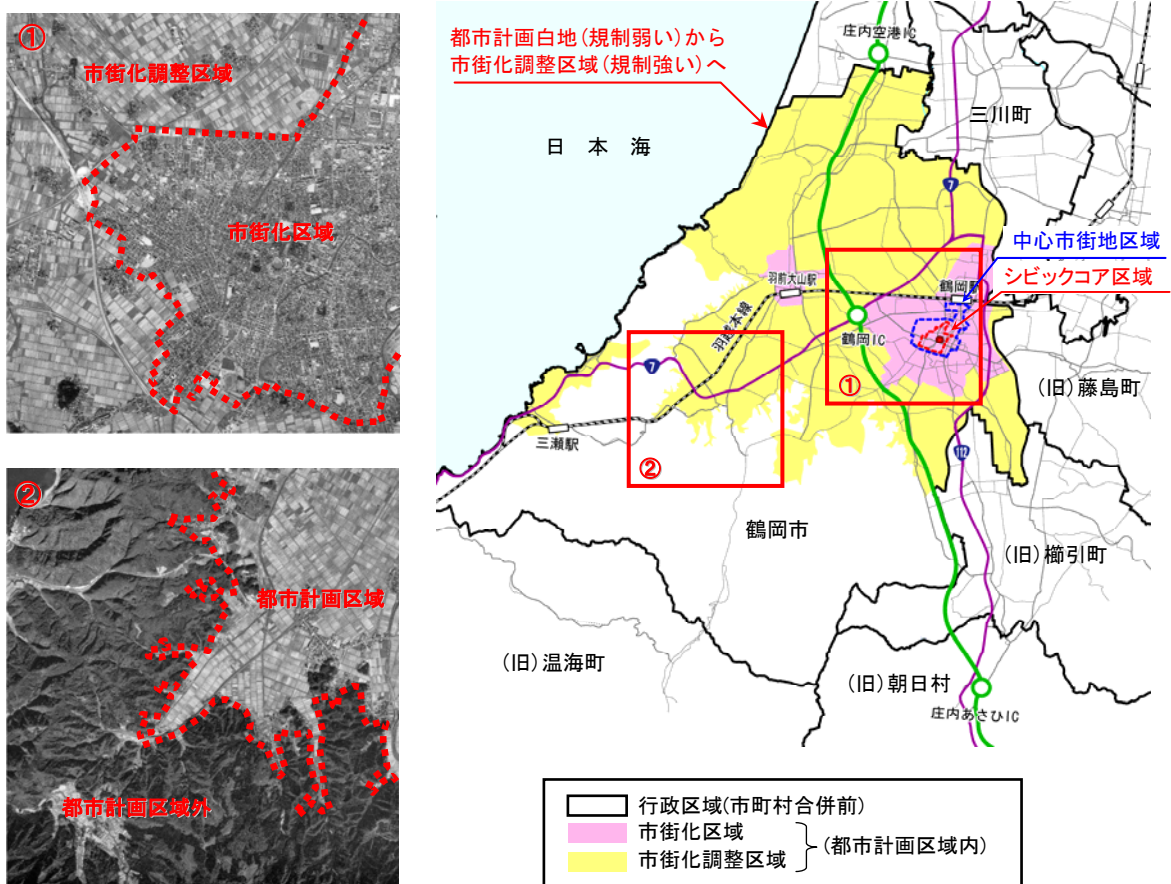 ①
市街化調整区域
市街化区域
②
都市計画区域
都市計画区域外
都市計画白地(規制弱い)から
市街化調整区域(規制強い)へ
庄内空港IC
三川町
日本海
7
中心市街地区域
シビックコア区域
羽前大山駅
鶴岡駅
羽越本線
鶴岡IC
①
(旧)藤島町
7
三瀬駅
②
112
鶴岡市
(旧)櫛引町
(旧)温海町
(旧)朝日村
庄内あさひIC
行政区域(市町村合併前)
市街化区域
市街化調整区域
(都市計画区域内)